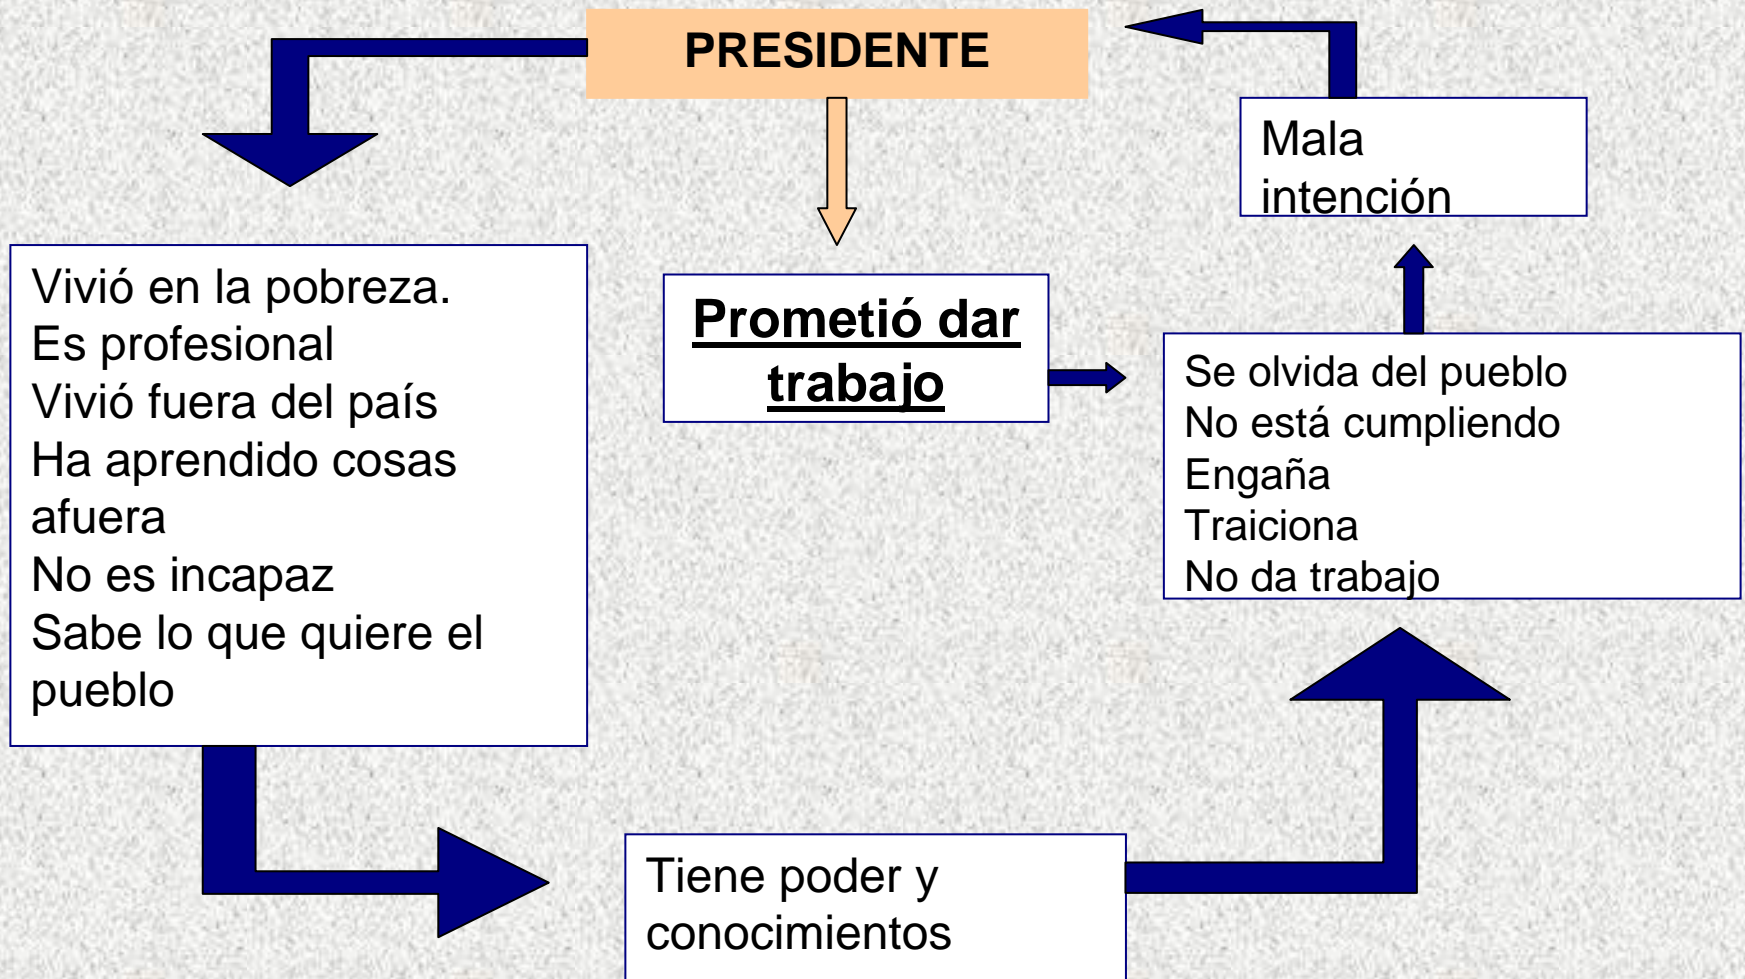 PRESIDENTE
Mala
intención
Vivió en la pobreza.
Es profesional
Vivió fuera del país
Ha aprendido cosas
afuera
No es incapaz
Sabe lo que quiere el
pueblo
Prometió dar
trabajo
Se olvida del pueblo
No está cumpliendo
Engaña
Traiciona
No da trabajo
Tiene poder y
conocimientos